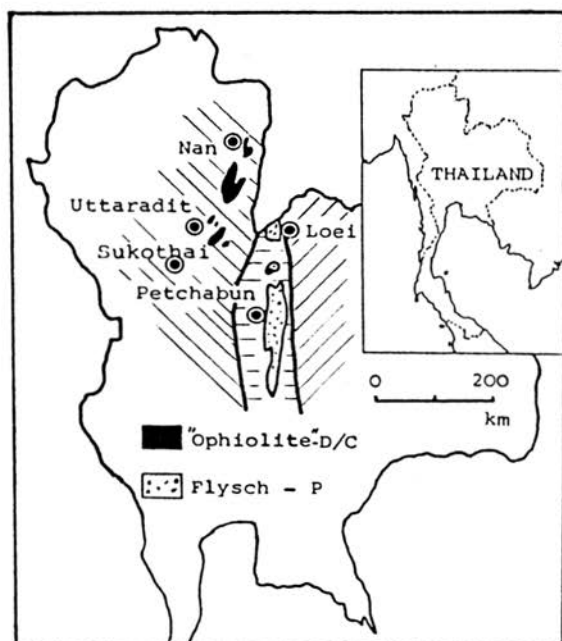 Nan
THAILAND
Uttaradit
Loei
Sukothai
Petchabun
0 200
km
"Ophiolite"-D/C
Flysch - P